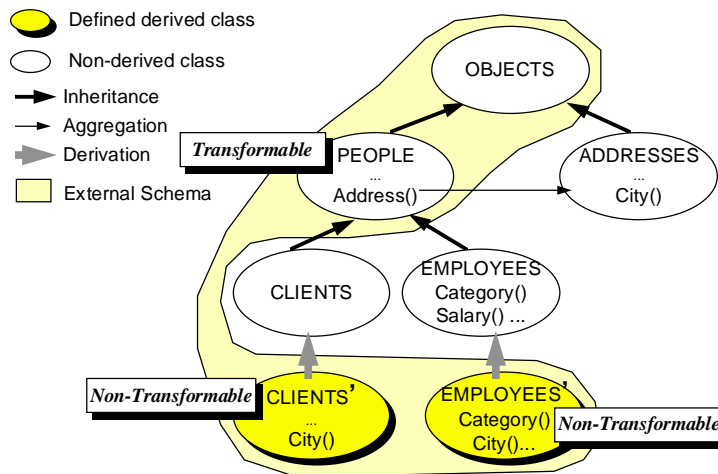 Defined derived class
Non-derived class
Inheritance
Aggregation
Derivation
External Schema
OBJECTS
Transformable
PEOPLE
...
Address()
ADDRESSES
...
City()
CLIENTS
EMPLOYEES
Category()
Salary() ...
Non-Transformable
CLIENTS'
...
City()
EMPLOYEES'
Category()
City()...
Non-Transformable